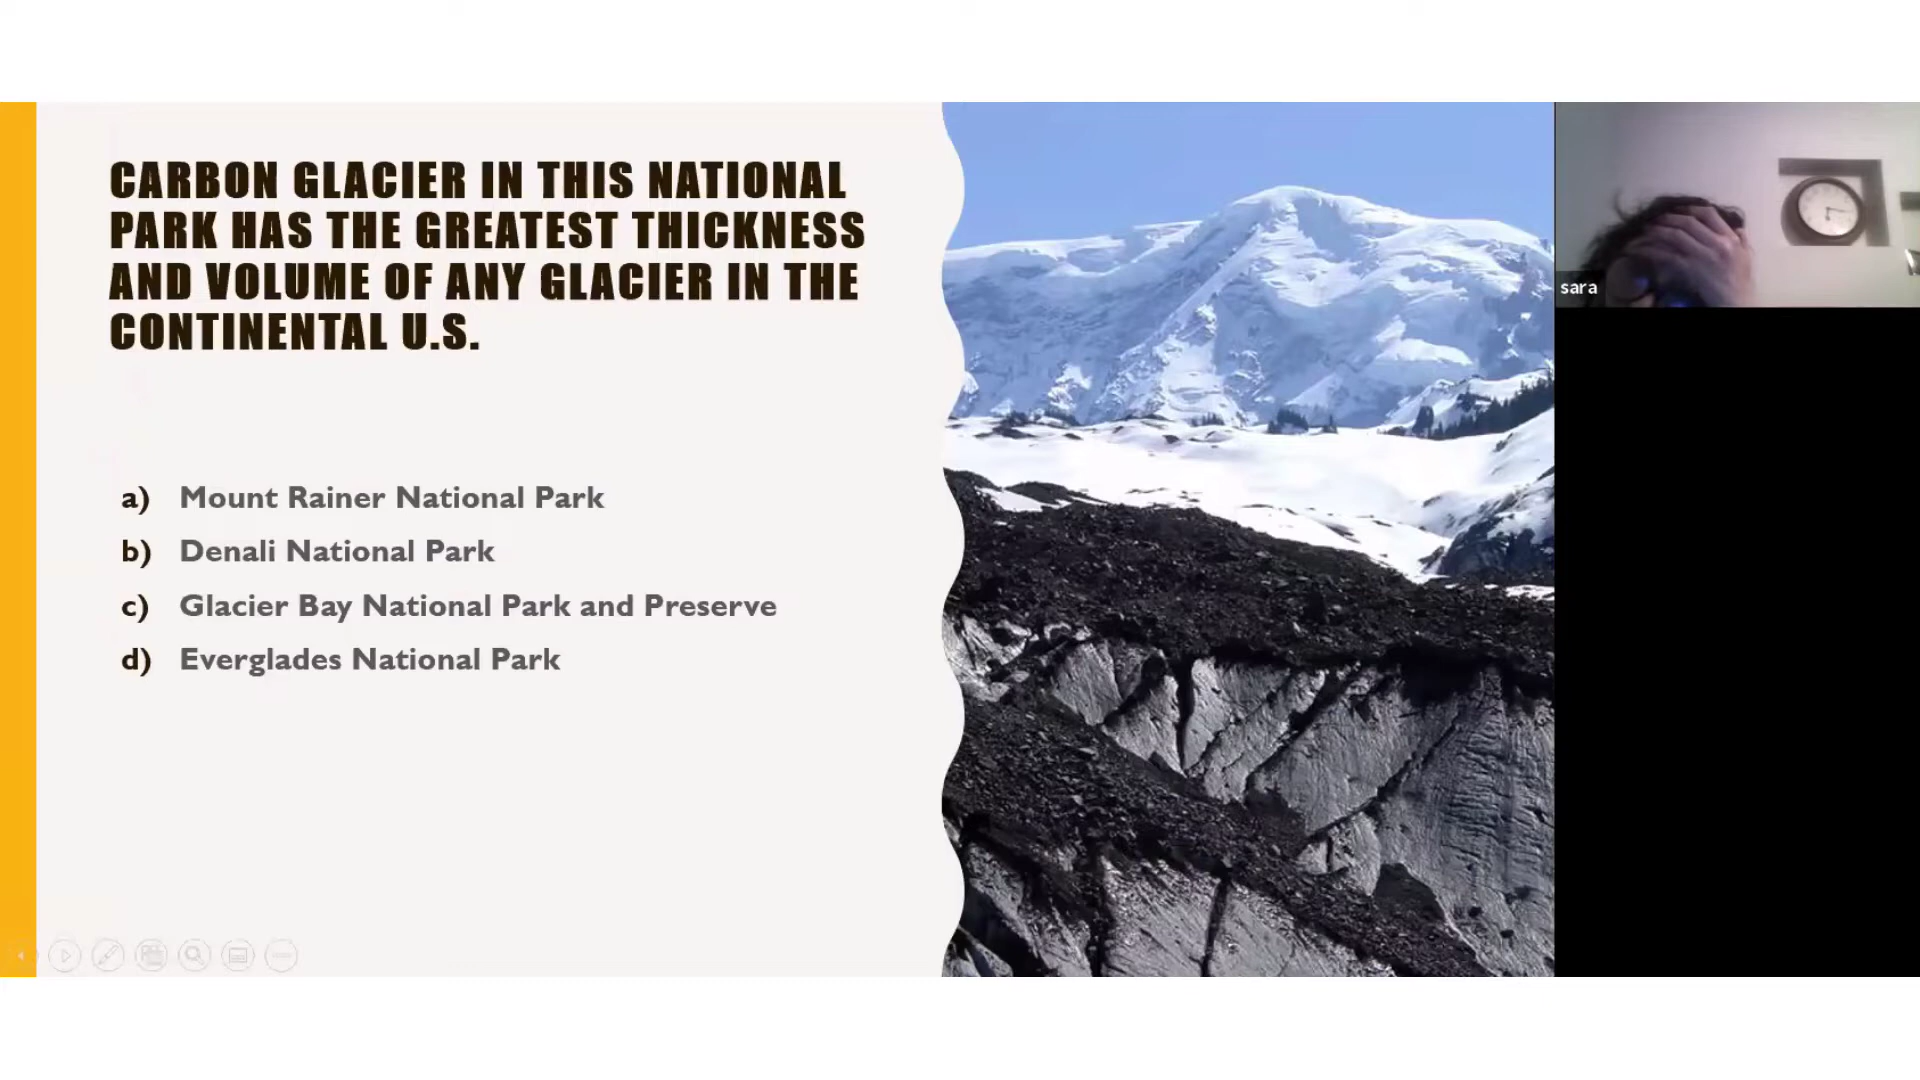 CARBON GLACIER IN THIS NATIONAL
PARK HAS THE GREATEST THICKNESS
AND VOLUME OF ANY GLACIER IN THE
CONTINENTAL U.S.
a) Mount Rainer National Park
b) Denali National Park
c) Glacier Bay National Park and Preserve
d) Everglades National Park
sara